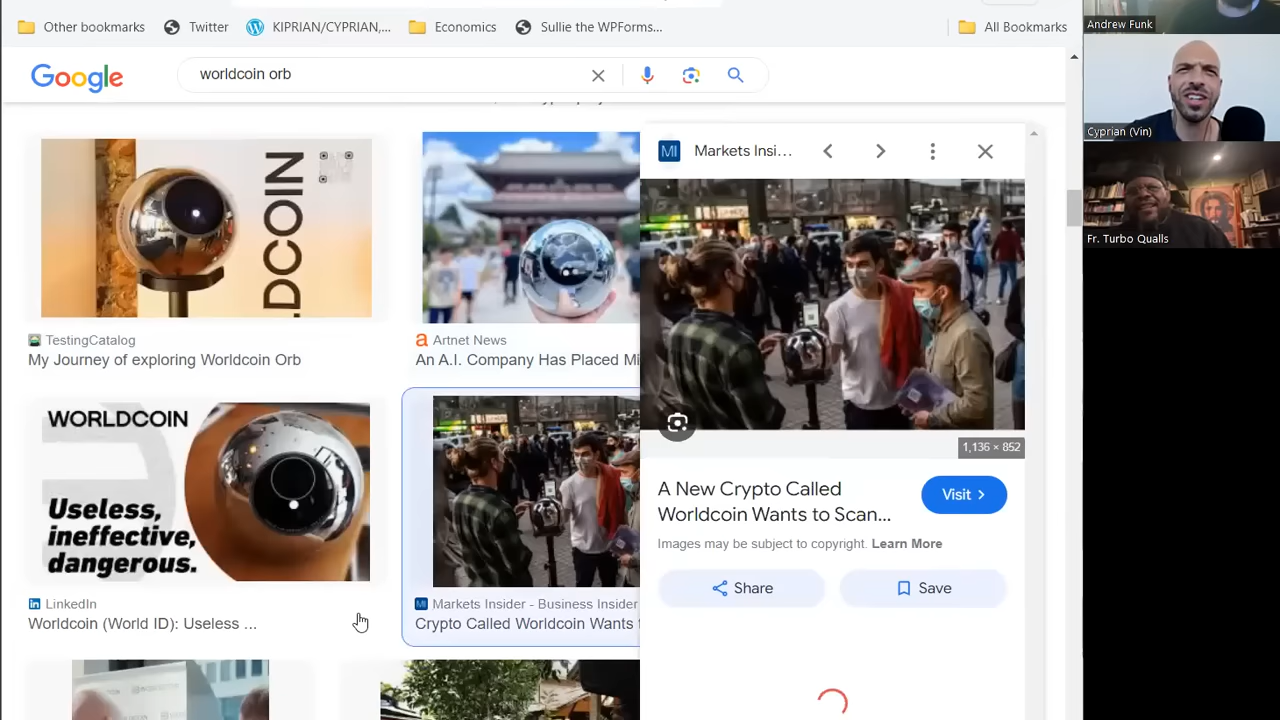 Other bookmarks
Twitter
KIPRIAN/CYPRIAN,...
Economics
Sullie the WPForms...
All Bookmarks
Google
worldcoin orb
WORLDCOIN
TestingCatalog
My Journey of exploring Worldcoin Orb
Artnet News
An A.I. Company Has Placed Mi
WORLDCOIN
Useless,
ineffective,
dangerous.
LinkedIn
Worldcoin (World ID): Useless ...
Markets Insider - Business Insider
Crypto Called Worldcoin Wants
MI
Markets Insi...
1,136 × 852
A New Crypto Called
Worldcoin Wants to Scan...
Visit
Images may be subject to copyright. Learn More
Share
Save
Andrew Funk
Cyprian (Vin)
Fr. Turbo Qualls